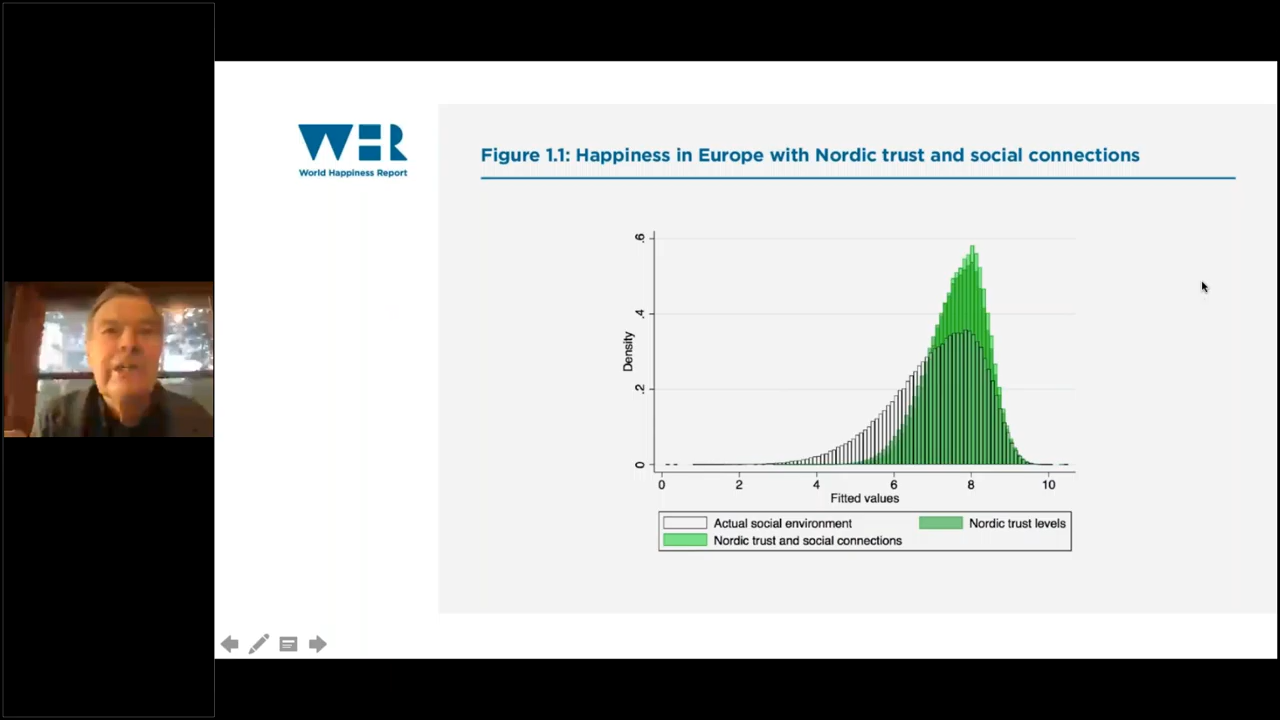 WHR
World Happiness Report
Figure 1.1: Happiness in Europe with Nordic trust and social connections
.6
.4
.2
0
Density
0 2 4 6 8 10
Fitted values
Actual social environment Nordic trust levels
Nordic trust and social connections